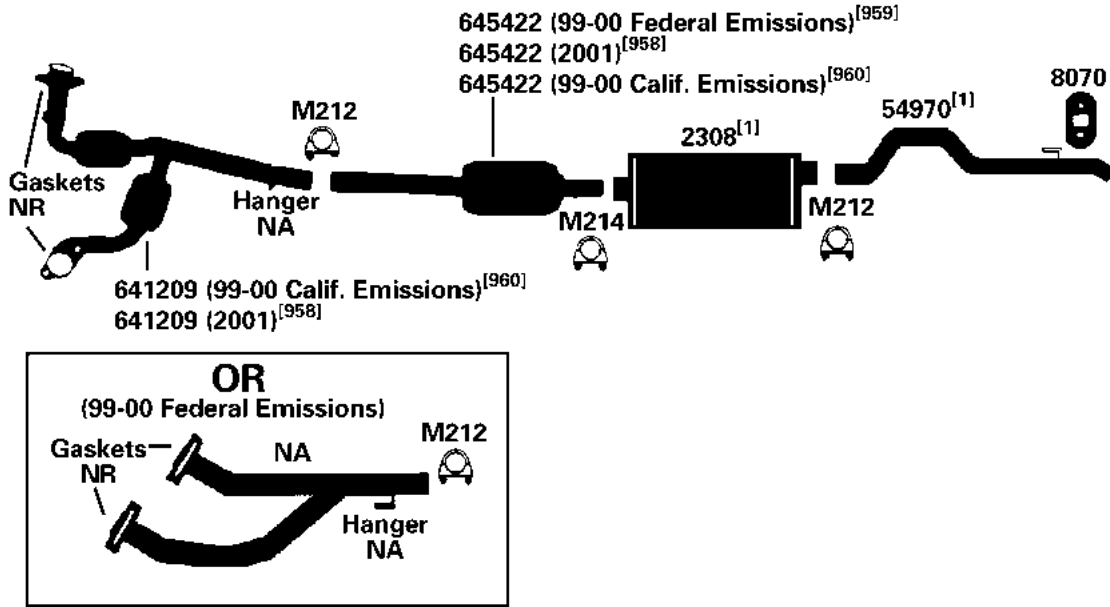 645422 (99-00 Federal Emissions)[959]
645422 (2001)[958]
645422 (99-00 Calif. Emissions)[960]
8070
M212
54970[1]
2308[1]
Gaskets
NR
Hanger
NA
M214
M212
641209 (99-00 Calif. Emissions)[960]
641209 (2001)[958]
OR
(99-00 Federal Emissions)
Gaskets
NR
NA
M212
Hanger
NA